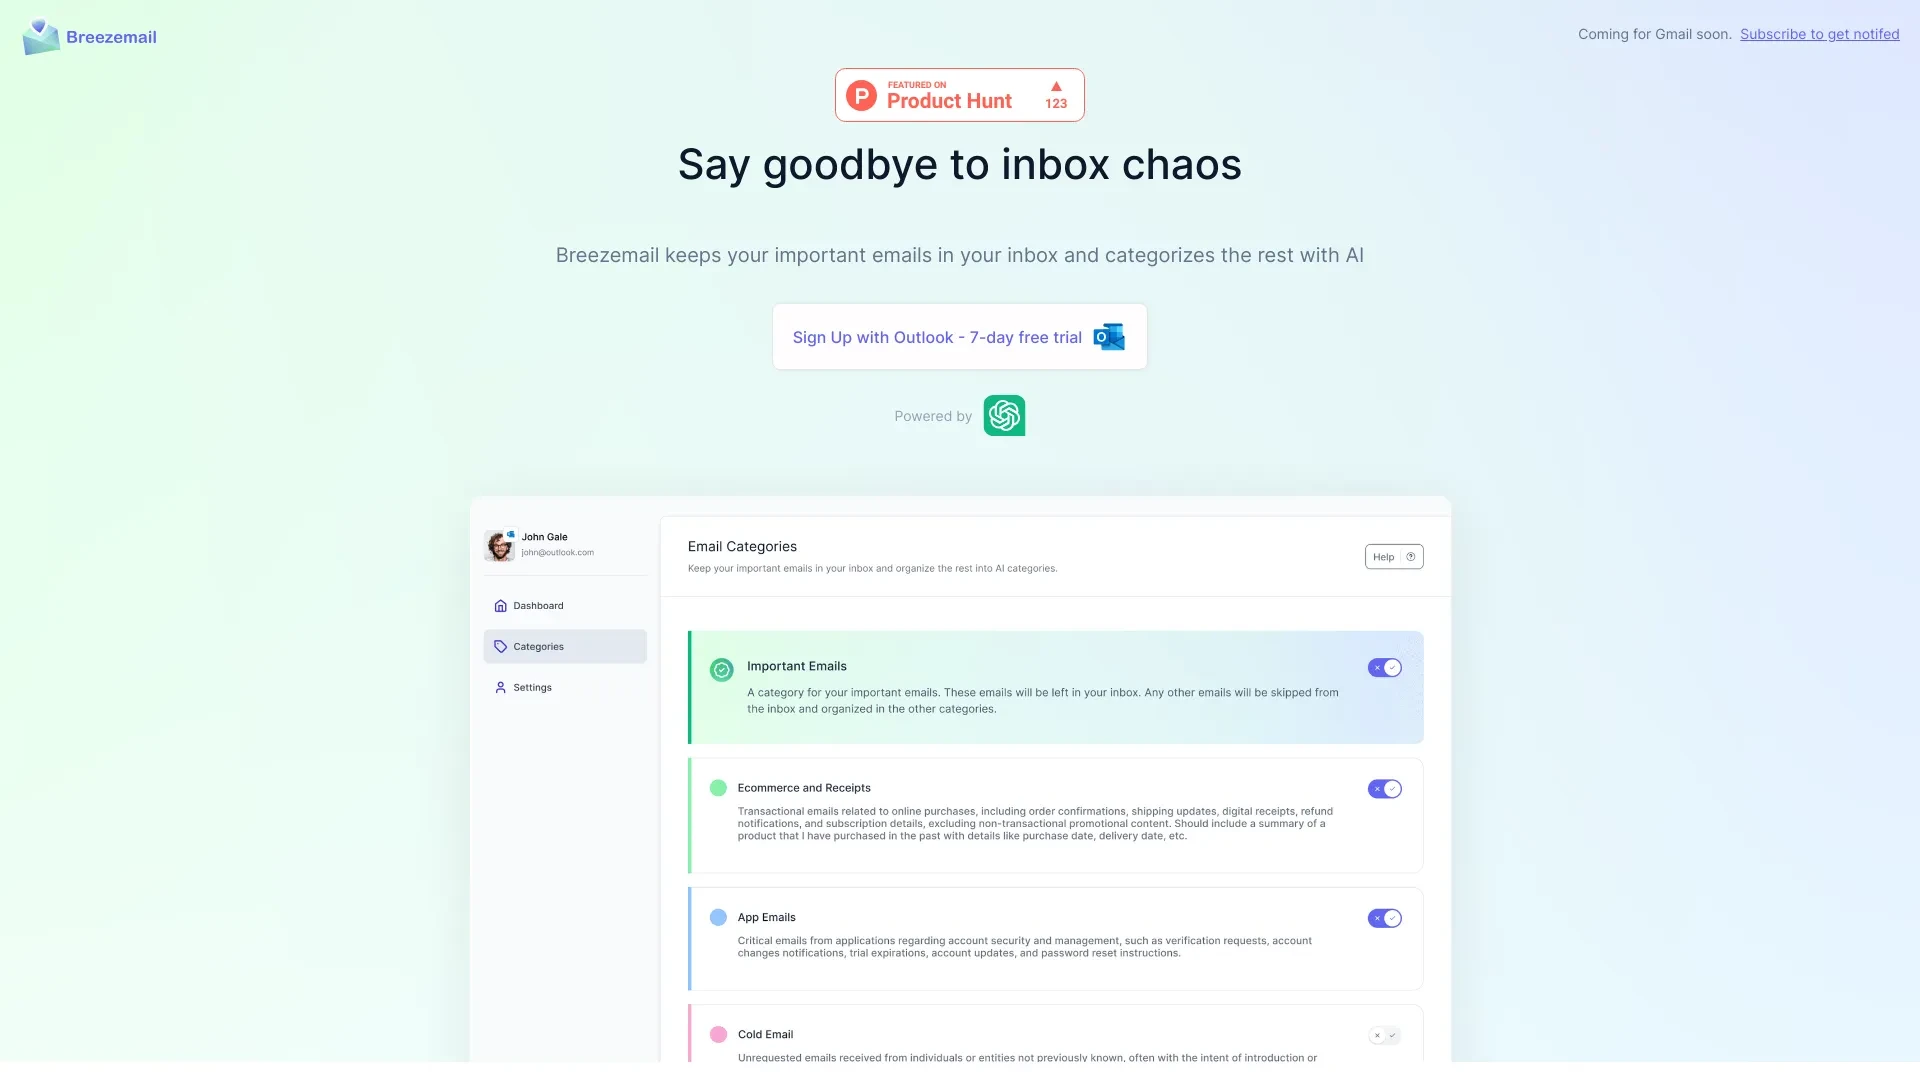 Breezemail
Coming for Gmail soon. Subscribe to get notifed
FEATURED ON
Product Hunt
123
Say goodbye to inbox chaos
Breezemail keeps your important emails in your inbox and categorizes the rest with AI
Sign Up with Outlook - 7-day free trial
Powered by
John Gale
john@outlook.com
Dashboard
Categories
Settings
Email Categories
Keep your important emails in your inbox and organize the rest into AI categories.
Help
Important Emails
A category for your important emails. These emails will be left in your inbox. Any other emails will be skipped from
the inbox and organized in the other categories.
Ecommerce and Receipts
Transactional emails related to online purchases, including order confirmations, shipping updates, digital receipts, refund
notifications, and subscription details, excluding non-transactional promotional content. Should include a summary of a
product that I have purchased in the past with details like purchase date, delivery date, etc.
App Emails
Critical emails from applications regarding account security and management, such as verification requests, account
changes notifications, trial expirations, account updates, and password reset instructions.
Cold Email
Unrequested emails received from individuals or entities not previously known, often with the intent of introduction or